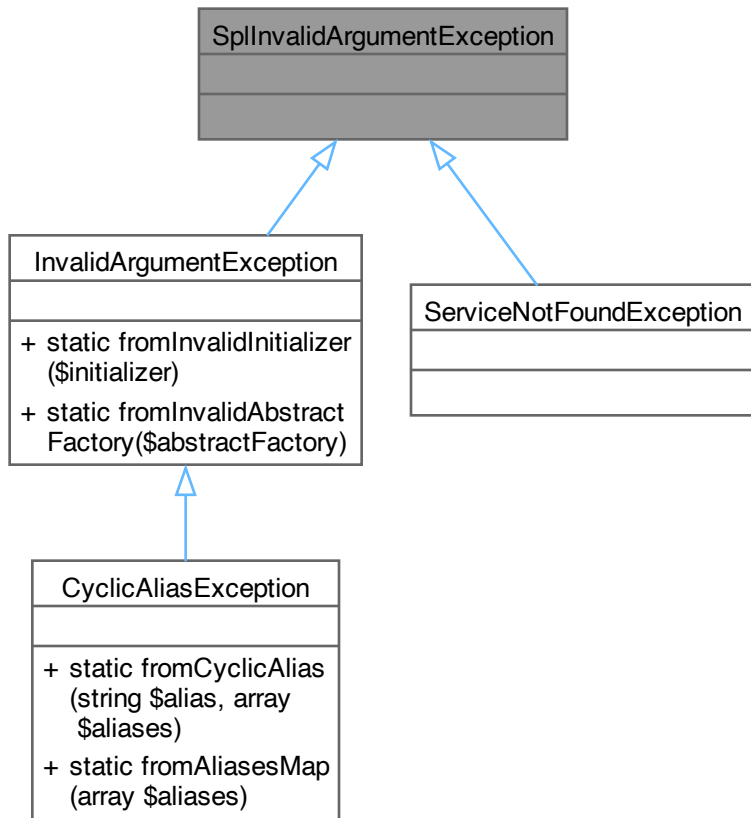 SplInvalidArgumentException
InvalidArgumentException
+ static fromInvalidInitializer
($initializer)
+ static fromInvalidAbstract
Factory($abstractFactory)
ServiceNotFoundException
CyclicAliasException
+ static fromCyclicAlias
(string $alias, array
$aliases)
+ static fromAliasesMap
(array $aliases)